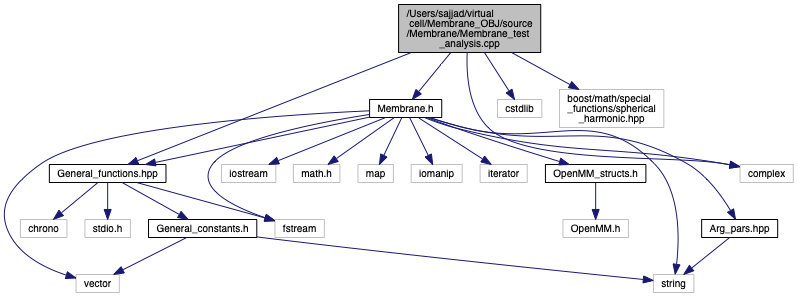 /Users/sajjad/virtual
cell/Membrane_OBJ/source
/Membrane/Membrane_test
_analysis.cpp
Membrane.h
cstdlib
boost/math/special
_functions/spherical
_harmonic.hpp
General_functions.hpp
iostream
math.h
map
iomanip
iterator
OpenMM_structs.h
complex
chrono
stdio.h
General_constants.h
fstream
OpenMM.h
Arg_pars.hpp
vector
string